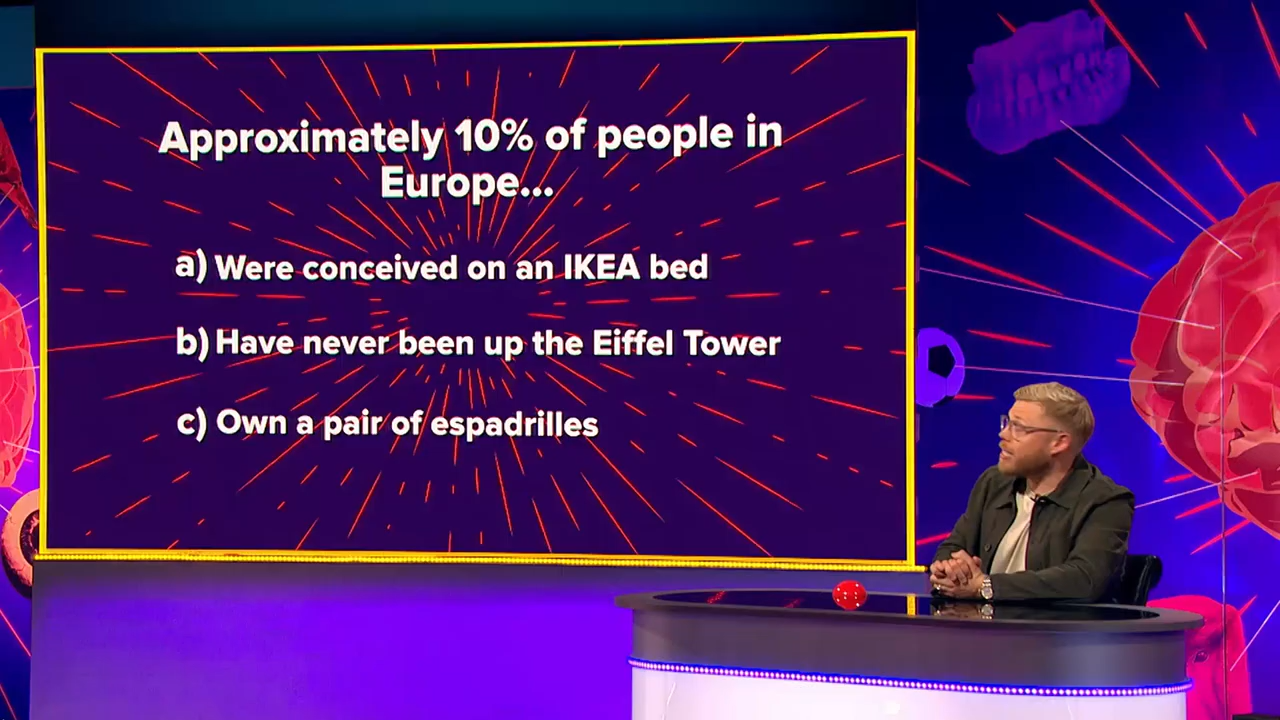 Approximately 10% of people in
Europe...
a) Were conceived on an IKEA bed
b) Have never been up the Eiffel Tower
c) Own a pair of espadrilles